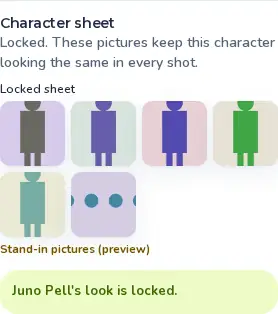 Character sheet
Locked. These pictures keep this character
looking the same in every shot.
Locked sheet
Stand-in pictures (preview)
Juno Pell's look is locked.